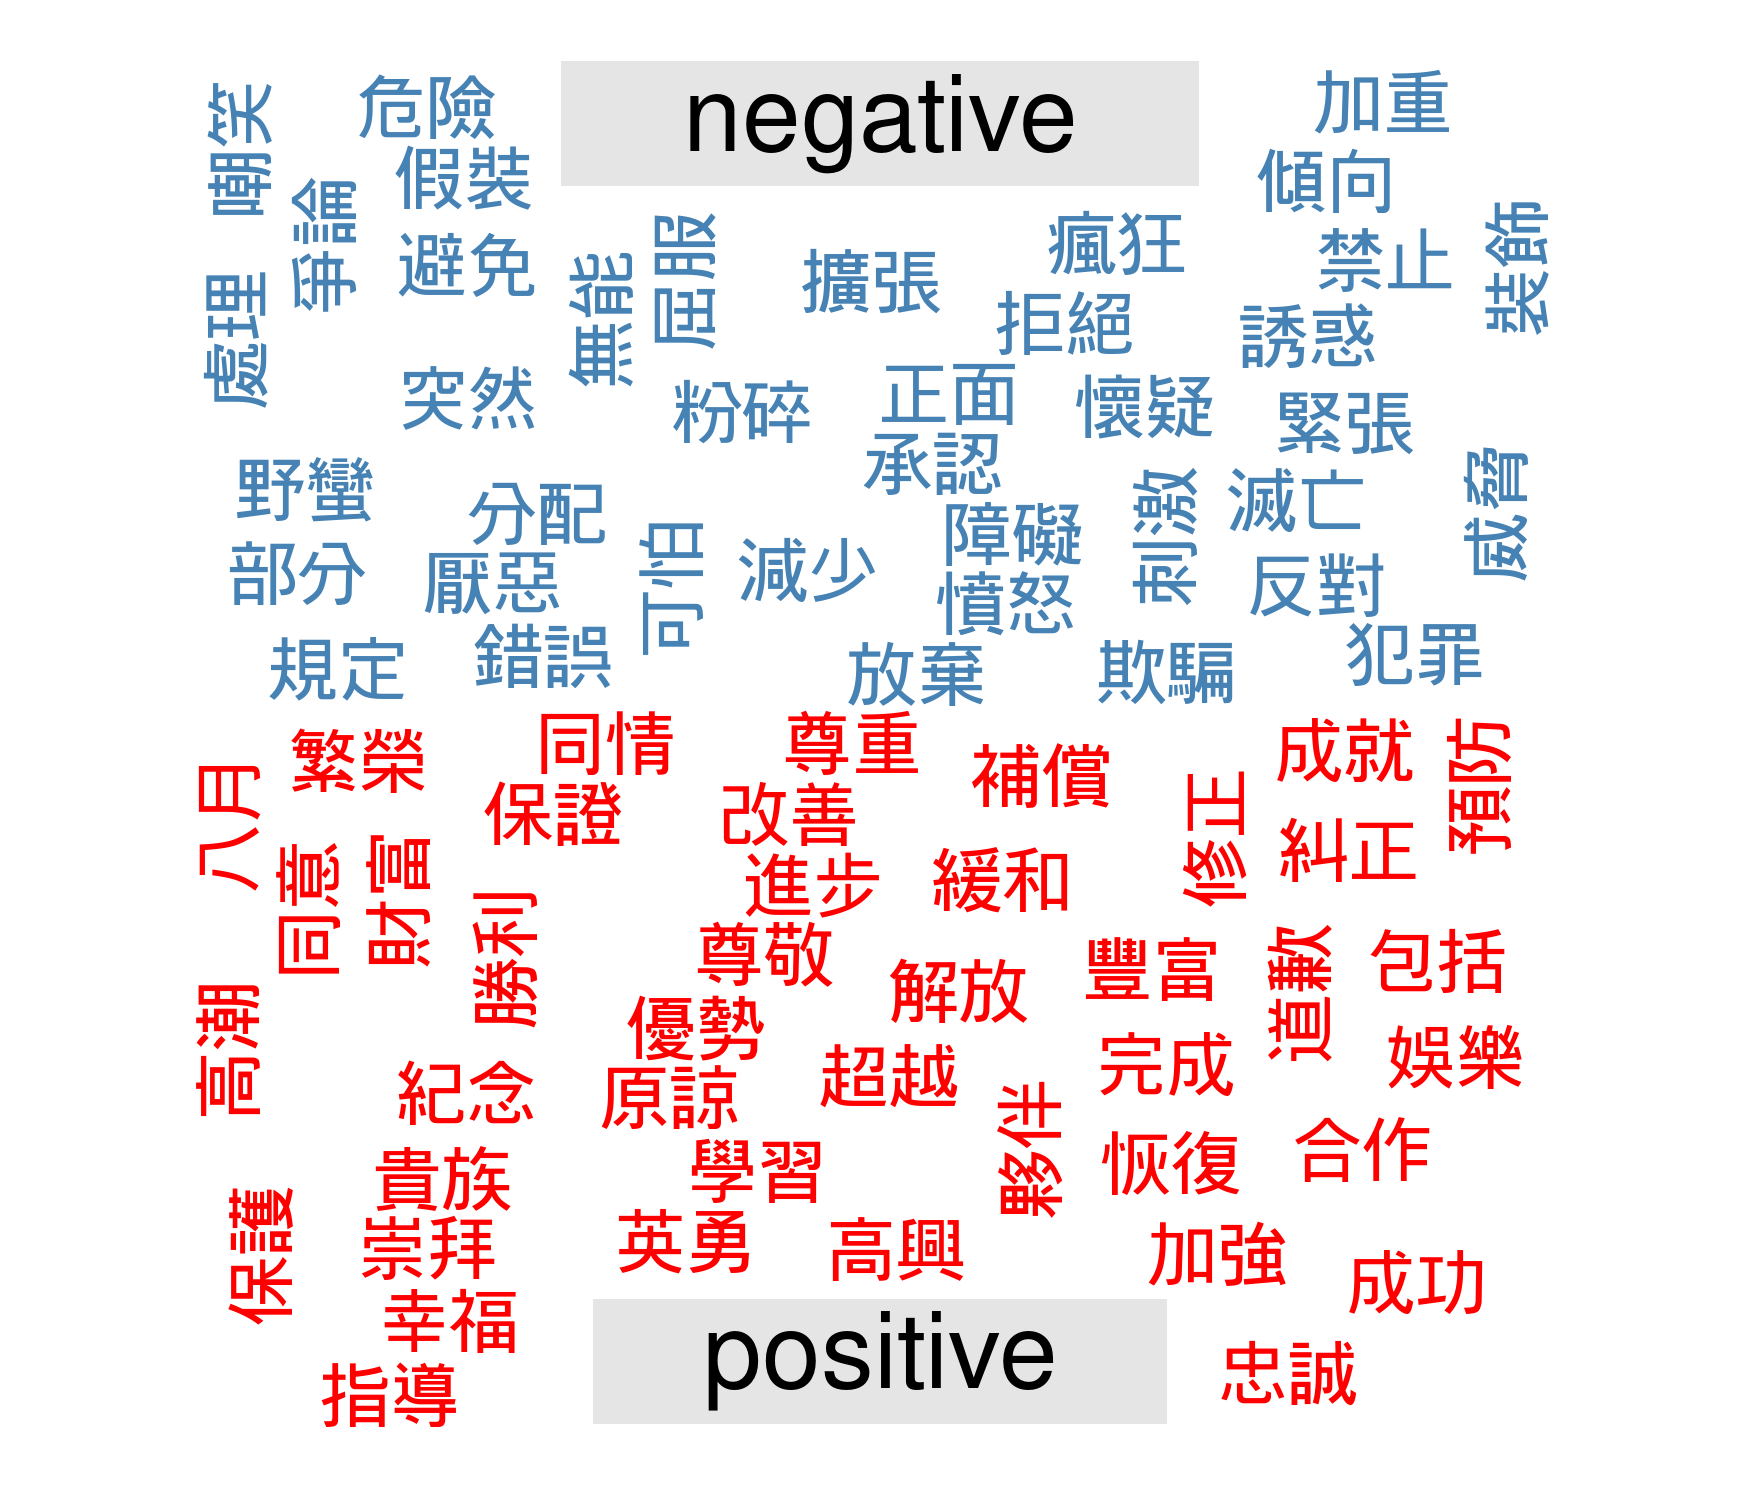 negative
危險
加重
嘲笑
假裝
傾向
爭論
避免
無能
屈服
擴張
瘋狂
禁止
裝飾
處理
拒絕
誘惑
突然
粉碎
正面
懷疑
緊張
承認
野蠻
分配
可怕
減少
障礙
刺激
滅亡
威脅
部分
厭惡
憤怒
反對
規定
錯誤
放棄
欺騙
犯罪
繁榮
同情
尊重
補償
成就
預防
八月
保證
改善
修正
糾正
同意
財富
進步
緩和
勝利
尊敬
解放
豐富
道歉
包括
高潮
優勢
紀念
原諒
超越
完成
娛樂
夥伴
貴族
學習
恢復
合作
保護
崇拜
英勇
高興
加強
成功
幸福
positive
指導
忠誠